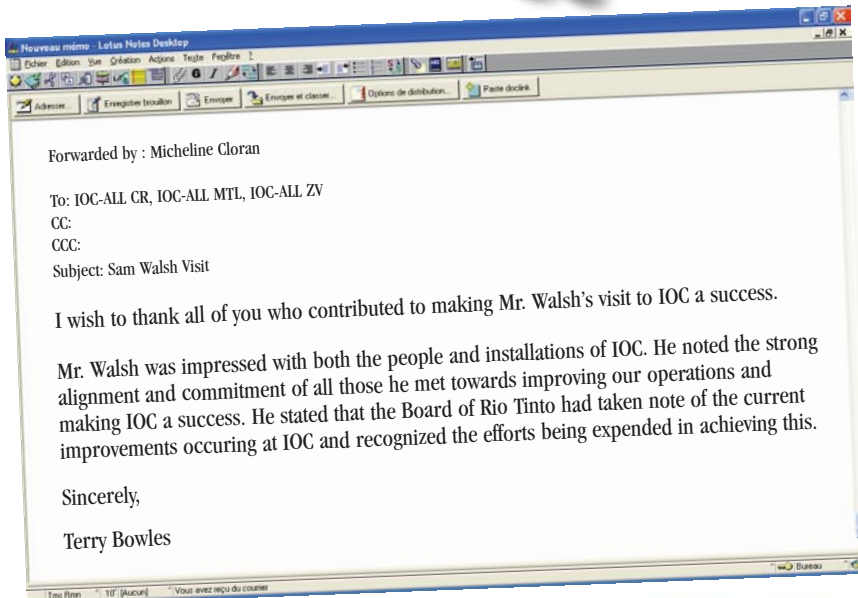 Nouveau mémo - Lotus Notes Desktop
Fichier Edition Vue Création Actions Texte Fenêtre ?
Adresser... Enregistrer brouillon Envoyer Envoyer et classer... Options de distribution... Paste doclink
Forwarded by : Micheline Cloran
To: IOC-ALL CR, IOC-ALL MTL, IOC-ALL ZV
CC:
CCC:
Subject: Sam Walsh Visit
I wish to thank all of you who contributed to making Mr. Walsh's visit to IOC a success.
Mr. Walsh was impressed with both the people and installations of IOC. He noted the strong
alignment and commitment of all those he met towards improving our operations and
making IOC a success. He stated that the Board of Rio Tinto had taken note of the current
improvements occuring at IOC and recognized the efforts being expended in achieving this.
Sincerely,
Terry Bowles
Tms Rmn 10 [Aucun] Vous avez reçu du courrier Bureau